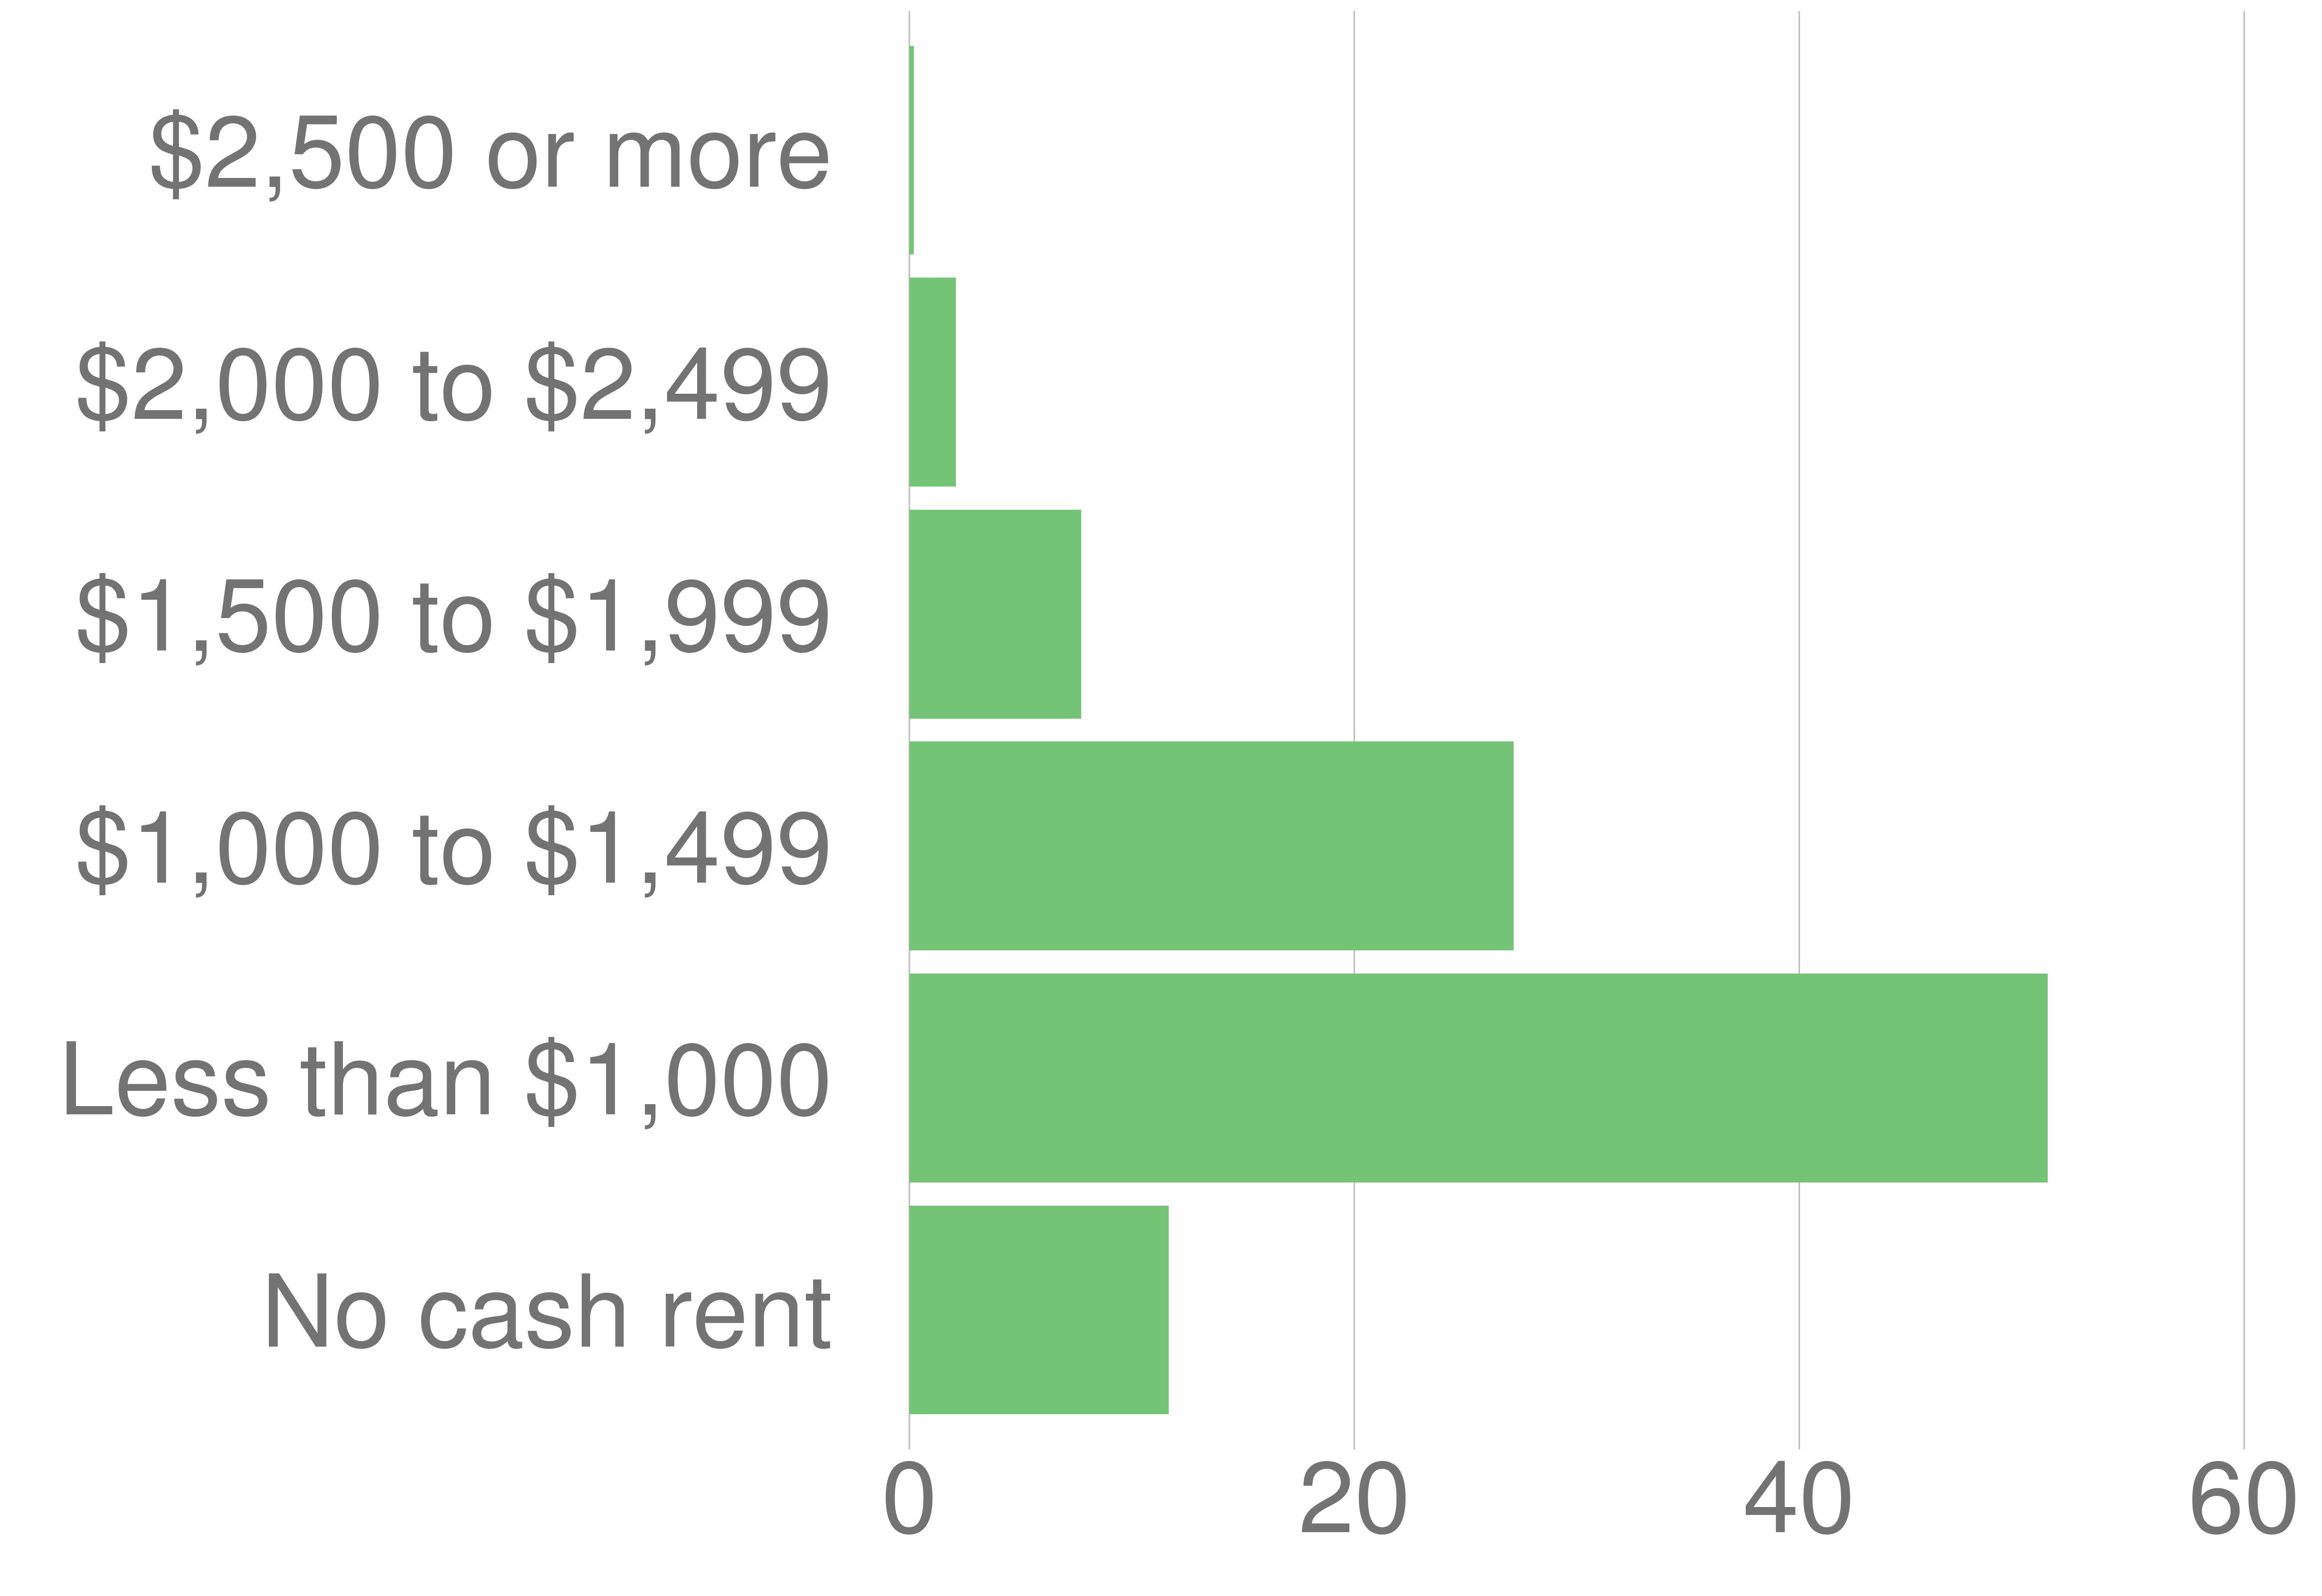 $2,500 or more
$2,000 to $2,499
$1,500 to $1,999
$1,000 to $1,499
Less than $1,000
No cash rent
0 20 40 60